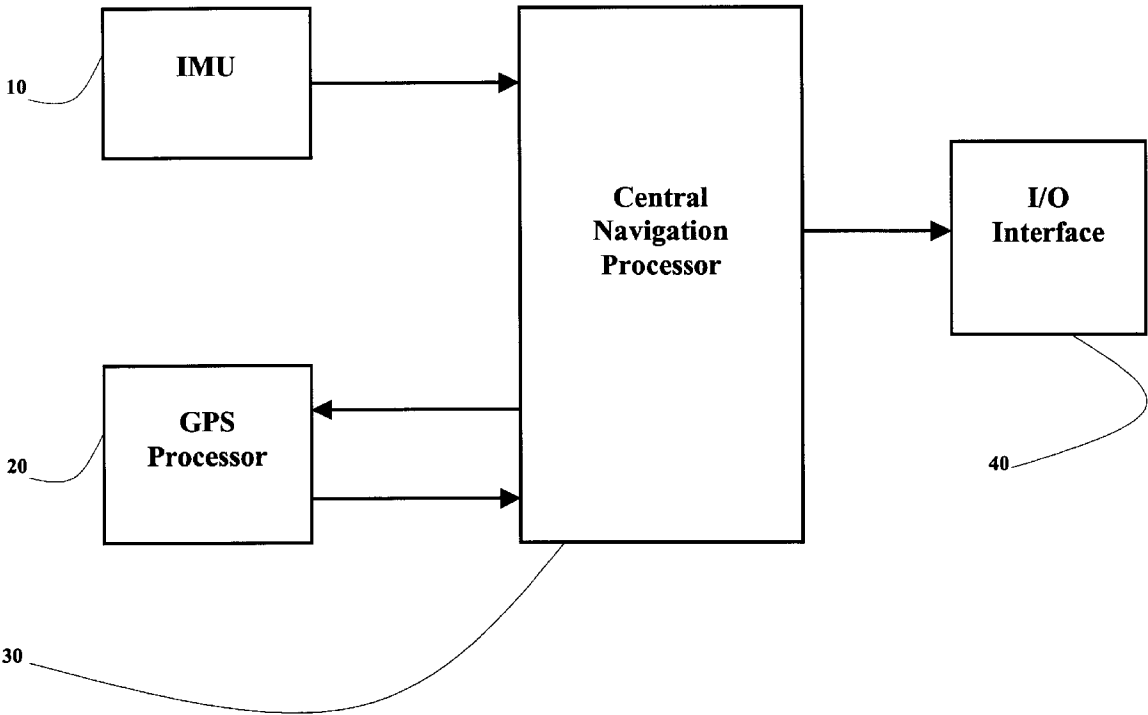 IMU
10
Central
Navigation
Processor
I/O
Interface
GPS
Processor
20
40
30